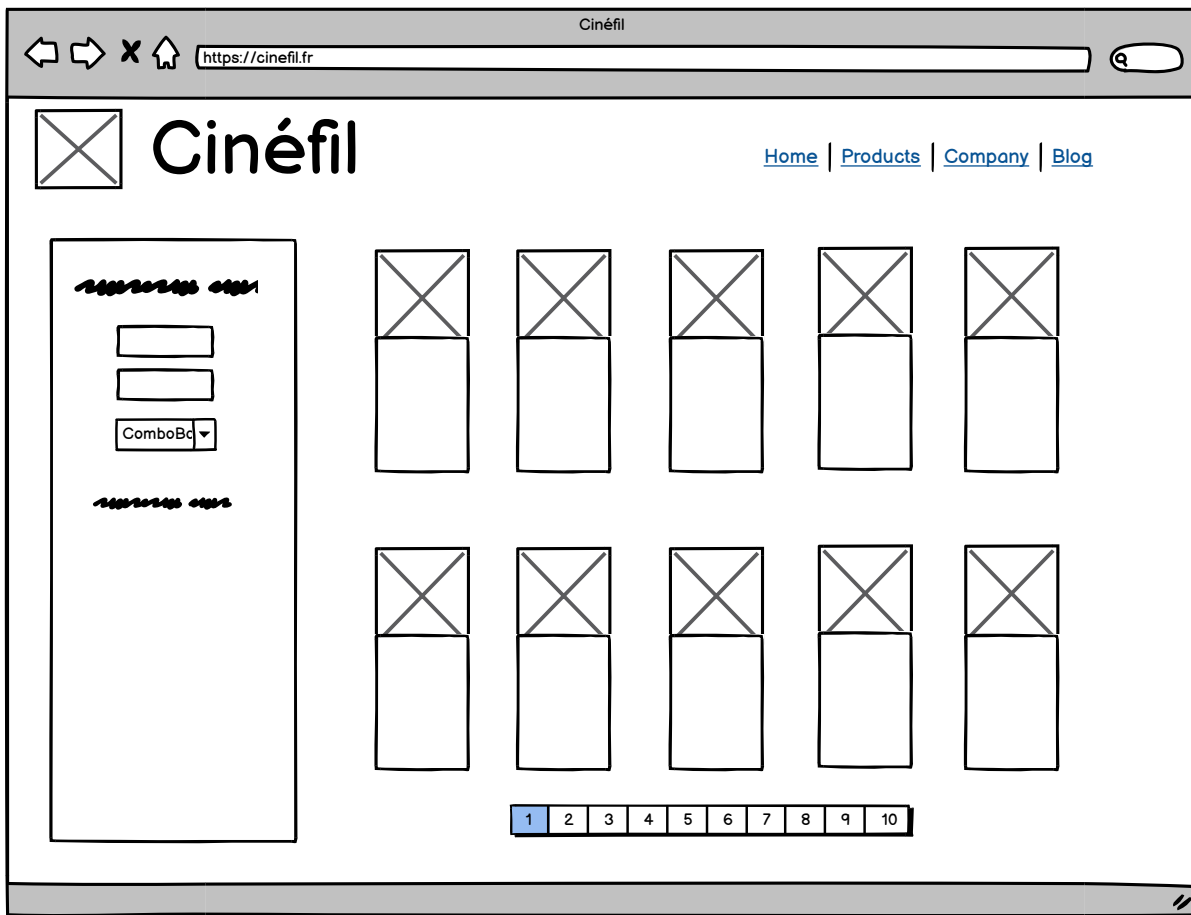 Cinéfil
https://cinefil.fr
Cinéfil
Home | Products | Company | Blog
ComboBo
1 2 3 4 5 6 7 8 9 10